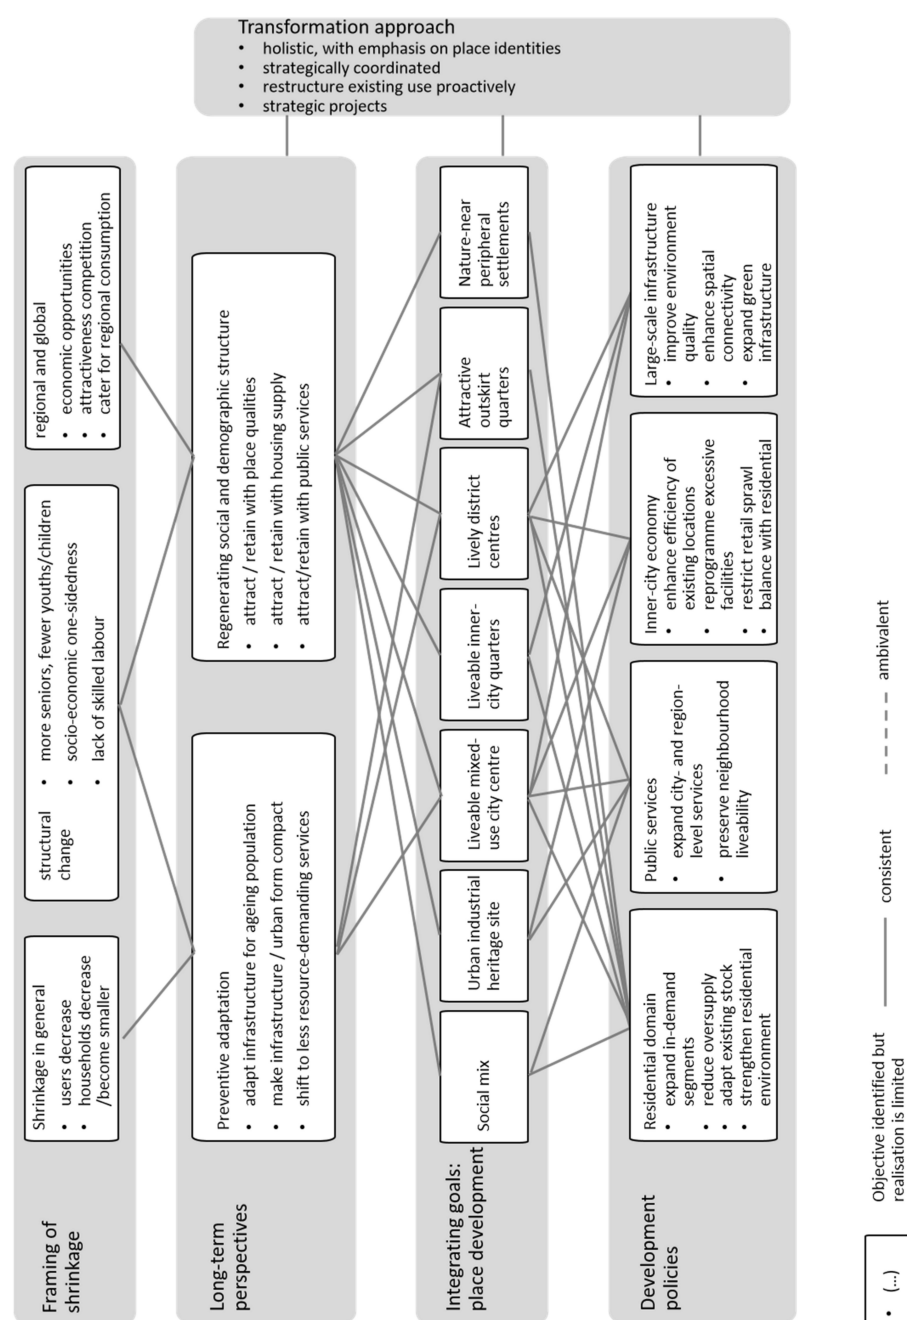 Transformation approach
• holistic, with emphasis on place identities
• strategically coordinated
• restructure existing use proactively
• strategic projects
Framing of
shrinkage
Shrinkage in general
• users decrease
• households decrease
/become smaller
structural
change
• more seniors, fewer youths/children
• socio-economic one-sidedness
• lack of skilled labour
regional and global
• economic opportunities
• attractiveness competition
• cater for regional consumption
Long-term
perspectives
Preventive adaptation
• adapt infrastructure for ageing population
• make infrastructure / urban form compact
• shift to less resource-demanding services
Regenerating social and demographic structure
• attract / retain with place qualities
• attract / retain with housing supply
• attract/retain with public services
Integrating goals:
place development
Social mix
Urban industrial
heritage site
Liveable mixed-
use city centre
Liveable inner-
city quarters
Lively district
centres
Attractive
outskirt
quarters
Nature-near
peripheral
settlements
Development
policies
Residential domain
• expand in-demand
segments
• reduce oversupply
• adapt existing stock
• strengthen residential
environment
Public services
• expand city- and region-
level services
• preserve neighbourhood
liveability
Inner-city economy
• enhance efficiency of
existing locations
• reprogramme excessive
facilities
• restrict retail sprawl
• balance with residential
Large-scale infrastructure
• improve environment
quality
• enhance spatial
connectivity
• expand green
infrastructure
• (...)
Objective identified but
realisation is limited
consistent
ambivalent